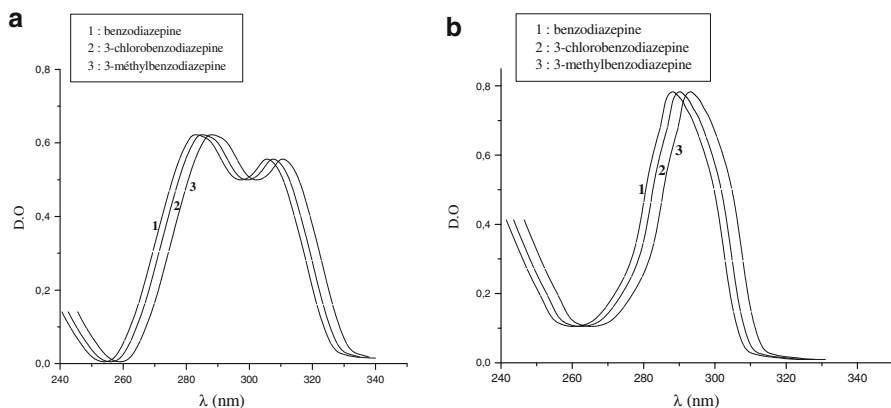 a
1 : benzodiazepine
2 : 3-chlorobenzodiazepine
3 : 3-méthylbenzodiazepine
0,8
0,6
0,4
0,2
0,0
D.O
1
2
3
240 260 280 300 320 340
λ (nm)
b
1 : benzodiazepine
2 : 3-chlorobenzodiazepine
3 : 3-methylbenzodiazepine
0,8
0,6
0,4
0,2
0,0
D.O
1
2
3
240 260 280 300 320 340
λ (nm)